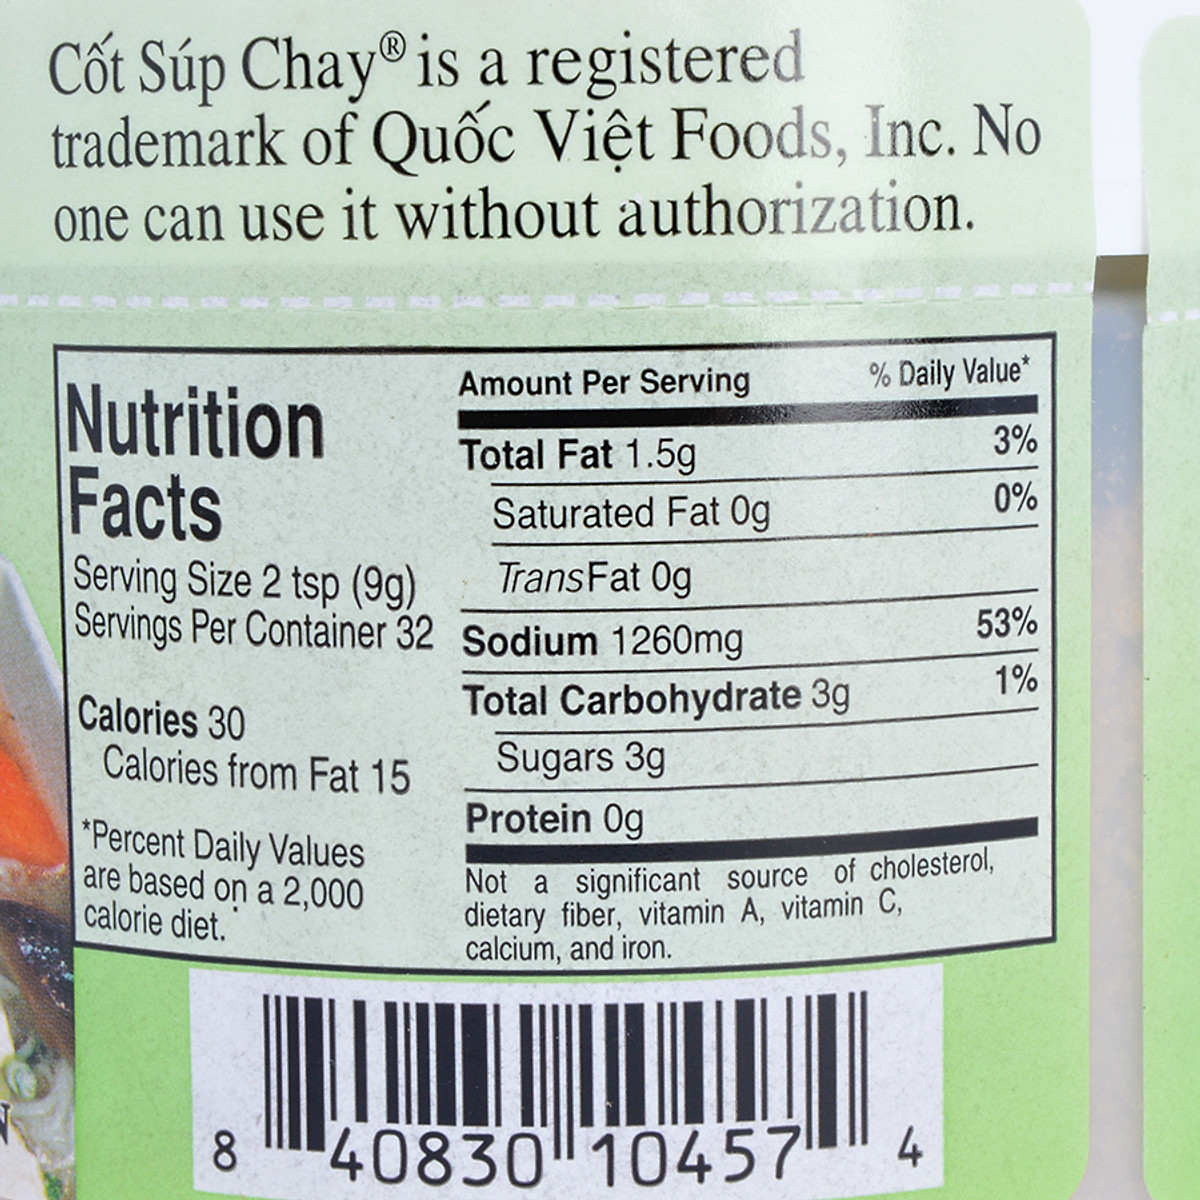 Cốt Súp Chay® is a registered
trademark of Quốc Việt Foods, Inc. No
one can use it without authorization.
Nutrition
Facts
Serving Size 2 tsp (9g)
Servings Per Container 32
Calories 30
Calories from Fat 15
*Percent Daily Values
are based on a 2,000
calorie diet.
Amount Per Serving % Daily Value*
Total Fat 1.5g 3%
Saturated Fat 0g 0%
Trans Fat 0g
Sodium 1260mg 53%
Total Carbohydrate 3g 1%
Sugars 3g
Protein 0g
Not a significant source of cholesterol,
dietary fiber, vitamin A, vitamin C,
calcium, and iron.
8 40830 10457 4